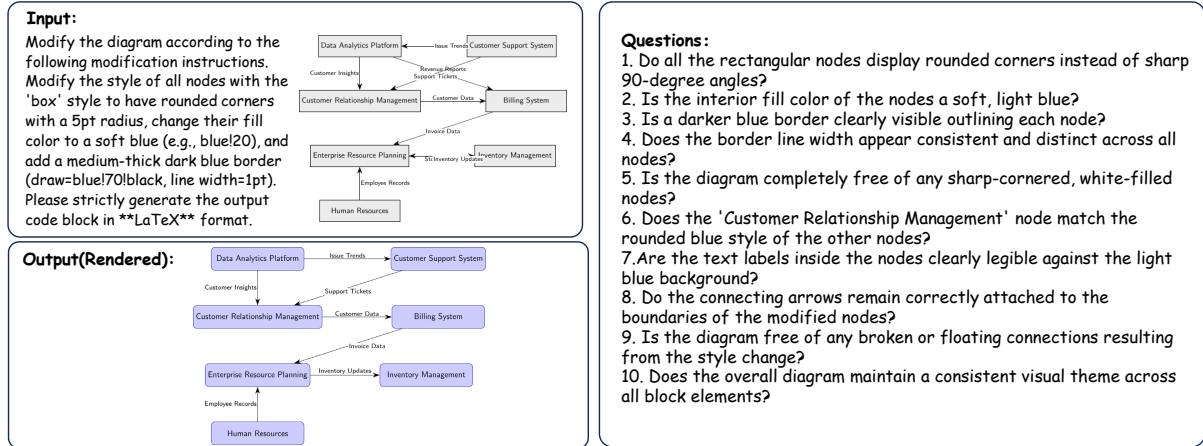 Input:
Modify the diagram according to the
following modification instructions.
Modify the style of all nodes with the
'box' style to have rounded corners
with a 5pt radius, change their fill
color to a soft blue (e.g., blue!20), and
add a medium-thick dark blue border
(draw=blue!70!black, line width=1pt).
Please strictly generate the output
code block in **LaTeX** format.
Data Analytics Platform
Issue Trends
Customer Support System
Customer Insights
Revenue Reports
Support Tickets
Customer Relationship Management
Customer Data
Billing System
Invoice Data
Enterprise Resource Planning
Inventory Updates
Inventory Management
Employee Records
Human Resources
Output(Rendered):
Data Analytics Platform
Issue Trends
Customer Support System
Customer Insights
Support Tickets
Customer Relationship Management
Customer Data
Billing System
Invoice Data
Enterprise Resource Planning
Inventory Updates
Inventory Management
Employee Records
Human Resources
Questions:
1. Do all the rectangular nodes display rounded corners instead of sharp
90-degree angles?
2. Is the interior fill color of the nodes a soft, light blue?
3. Is a darker blue border clearly visible outlining each node?
4. Does the border line width appear consistent and distinct across all
nodes?
5. Is the diagram completely free of any sharp-cornered, white-filled
nodes?
6. Does the 'Customer Relationship Management' node match the
rounded blue style of the other nodes?
7.Are the text labels inside the nodes clearly legible against the light
blue background?
8. Do the connecting arrows remain correctly attached to the
boundaries of the modified nodes?
9. Is the diagram free of any broken or floating connections resulting
from the style change?
10. Does the overall diagram maintain a consistent visual theme across
all block elements?